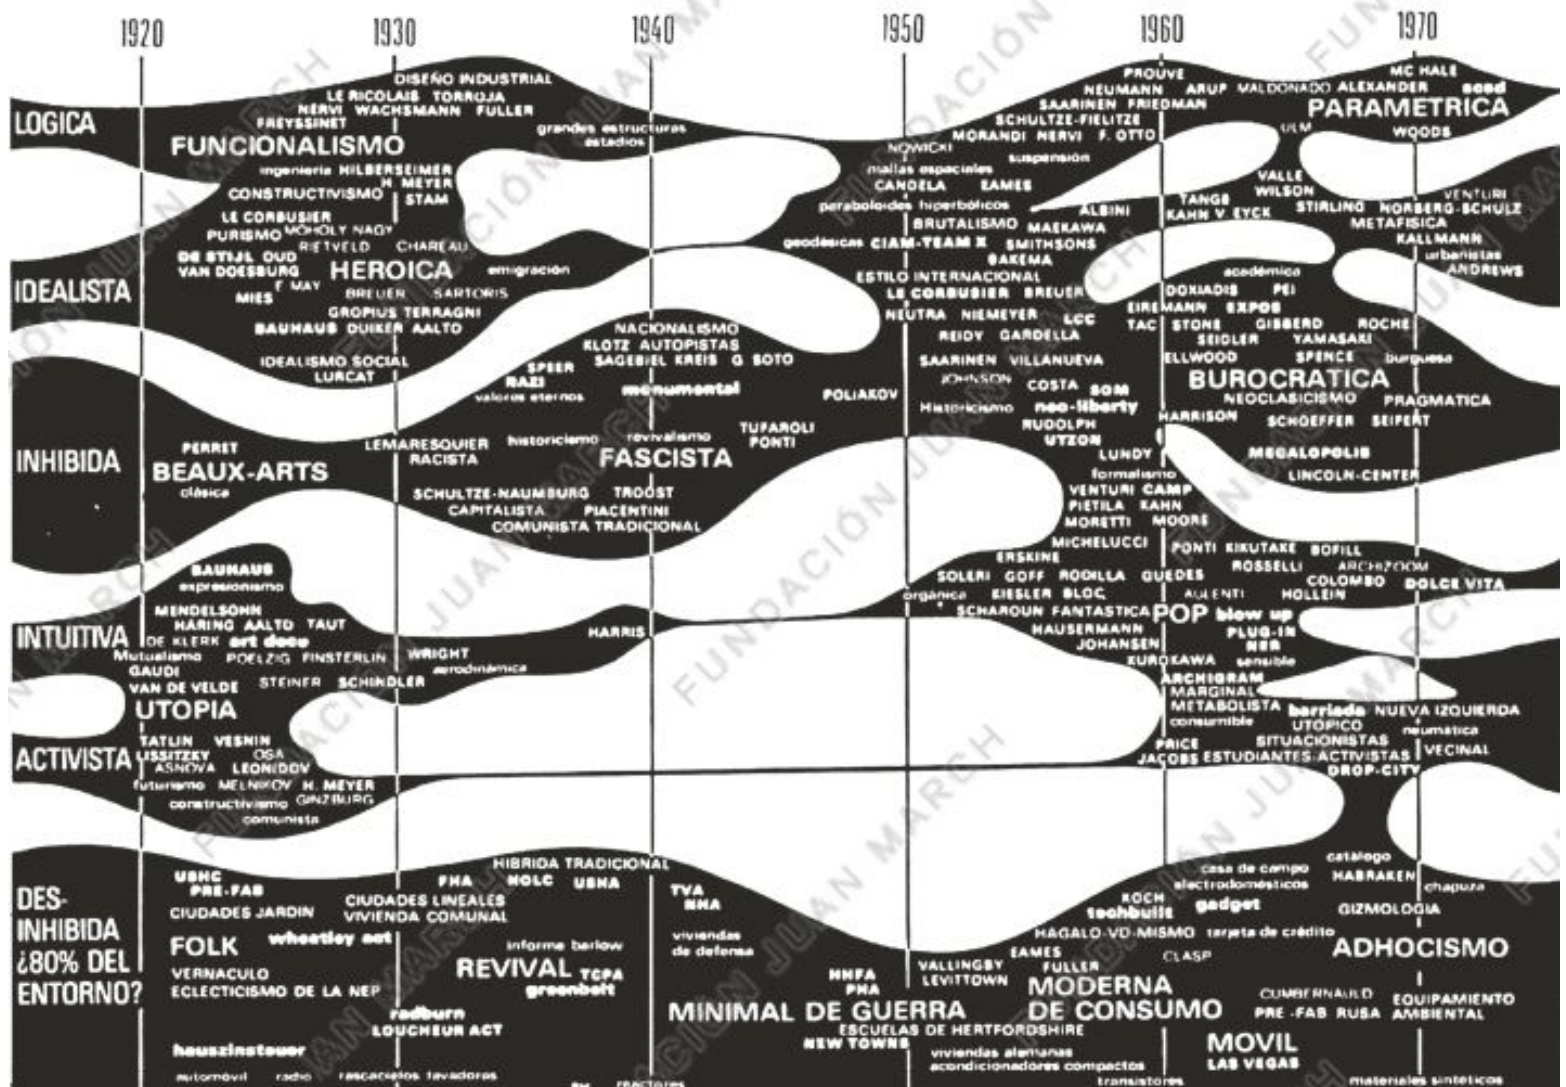 1920 1930 1940 1950 1960 1970
LOGICA
DISEÑO INDUSTRIAL
LE RICOLAIS TORROJA
NERVI WACHSMANN FULLER
FREYSSINET
FUNCIONALISMO
grandes estructuras
estadios
ingenieria HILBERSEIMER
H. MEYER
CONSTRUCTIVISMO
STAM
LE CORBUSIER
PURISMO MOHOLY NAGY
RIETVELD CHAREAU
DE STIJL OUD
VAN DOESBURG
HEROICA
emigración
IDEALISTA
E MAY
MIES
BREUER SARTORIS
GROPIUS TERRAGNI
BAUHAUS DUIKER AALTO
IDEALISMO SOCIAL
LURCAT
NACIONALISMO
KLOTZ AUTOPISTAS
SPEER SAGEBIEL KREIS G SOTO
NAZI
valores eternos
monumental
PROUVE
NEUMANN ARUP MALDONADO ALEXANDER
MC HALE
SAARINEN FRIEDMAN
PARAMETRICA
SCHULTZE-FIELITZE
MORANDI NERVI F. OTTO
ULM
WOODS
NOWICKI
suspensión
mallas espaciales
CANDELA EAMES
paraboloides hiperbólicos
ALBINI
BRUTALISMO MAEKAWA
geodésicas CIAM-TEAM X SMITHSONS
BAKEMA
VALLE
WILSON
TANGE
KAHN V. EYCK
STIRLING NORBERG-SCHULZ
VENTURI
METAFISICA
KALLMANN
urbanistas
ANDREWS
ESTILO INTERNACIONAL
LE CORBUSIER BREUER
académica
DOXIADIS PEI
NEUTRA NIEMEYER LCC
EIREMANN EXPOS
REIDY GARDELLA
TAC STONE GIBBERD ROCHE
SEIDLER YAMASAKI
SAARINEN VILLANUEVA
ELLWOOD SPENCE burguesa
JOHNSON COSTA SOM
BUROCRATICA
POLIAKOV
Historicismo neo-liberty
NEOCLASICISMO PRAGMATICA
RUDOLPH
UTZON
HARRISON SCHOEFFER SEIFERT
LUNDY
MEGALOPOLIS
formalismo
LINCOLN-CENTER
VENTURI CAMP
PIETILA KAHN
MORETTI MOORE
INHIBIDA
PERRET
BEAUX-ARTS
clásica
LEMARESQUIER
RACISTA
historicismo revivalismo
TUFAROLI
PONTI
FASCISTA
SCHULTZE-NAUMBURG TROOST
CAPITALISTA PIACENTINI
COMUNISTA TRADICIONAL
MICHELUCCI PONTI KIKUTAKE BOFILL
ERSKINE
ROSSELLI ARCHIZOOM
SOLERI GOFF RODILLA GUEDES
COLOMBO DOLCE VITA
orgánica KIESLER BLOC
AULENTI HOLLEIN
SCHAROUN FANTASTICA
POP blow up
HAUSERMANN
PLUG-IN
JOHANSEN
NER
KUROKAWA sensible
BAUHAUS
expresionismo
MENDELSOHN
HARING AALTO TAUT
INTUITIVA
DE KLERK art deco
Mutualismo POELZIG FINSTERLIN
WRIGHT
HARRIS
aerodinámica
GAUDI
VAN DE VELDE STEINER SCHINDLER
UTOPIA
ARCHIGRAM
MARGINAL
METABOLISTA
consumible
barriada NUEVA IZQUIERDA
UTOPICO neumática
ACTIVISTA
TATLIN VESNIN
LISSITZKY OSA
ASNOVA LEONIDOV
futurismo MELNIKOV H. MEYER
constructivismo GINZBURG
comunista
PRICE SITUACIONISTAS
JACOBS ESTUDIANTES-ACTIVISTAS VECINAL
DROP-CITY
HIBRIDA TRADICIONAL
USHC
PRE-FAB
FHA HOLC USHA
TVA
NHA
CIUDADES LINEALES
CIUDADES JARDIN VIVIENDA COMUNAL
catálogo
casa de campo HABRAKEN
electrodomésticos chapuza
KOCH
techbuilt gadget
GIZMOLOGIA
DES-
INHIBIDA
¿80% DEL
ENTORNO?
FOLK wheatley act
VERNACULO
ECLECTICISMO DE LA NEP
informe barlow
REVIVAL TCPA
greenbelt
viviendas
de defensa
HAGALO-VD-MISMO tarjeta de crédito
EAMES CLASP ADHOCISMO
VALLINGBY FULLER
LEVITTOWN
MODERNA
DE CONSUMO
HHFA
PHA
MINIMAL DE GUERRA
CUMBERNAULD EQUIPAMIENTO
PRE-FAB RUSA AMBIENTAL
radburn
LOUCHEUR ACT
ESCUELAS DE HERTFORDSHIRE
NEW TOWNS
hauszinsteuer
MOVIL
LAS VEGAS
viviendas alemanas
acondicionadores compactos
automóvil radio rascacielos lavadoras
transistores
materiales sintéticos
FUNDACIÓN JUAN MARCH